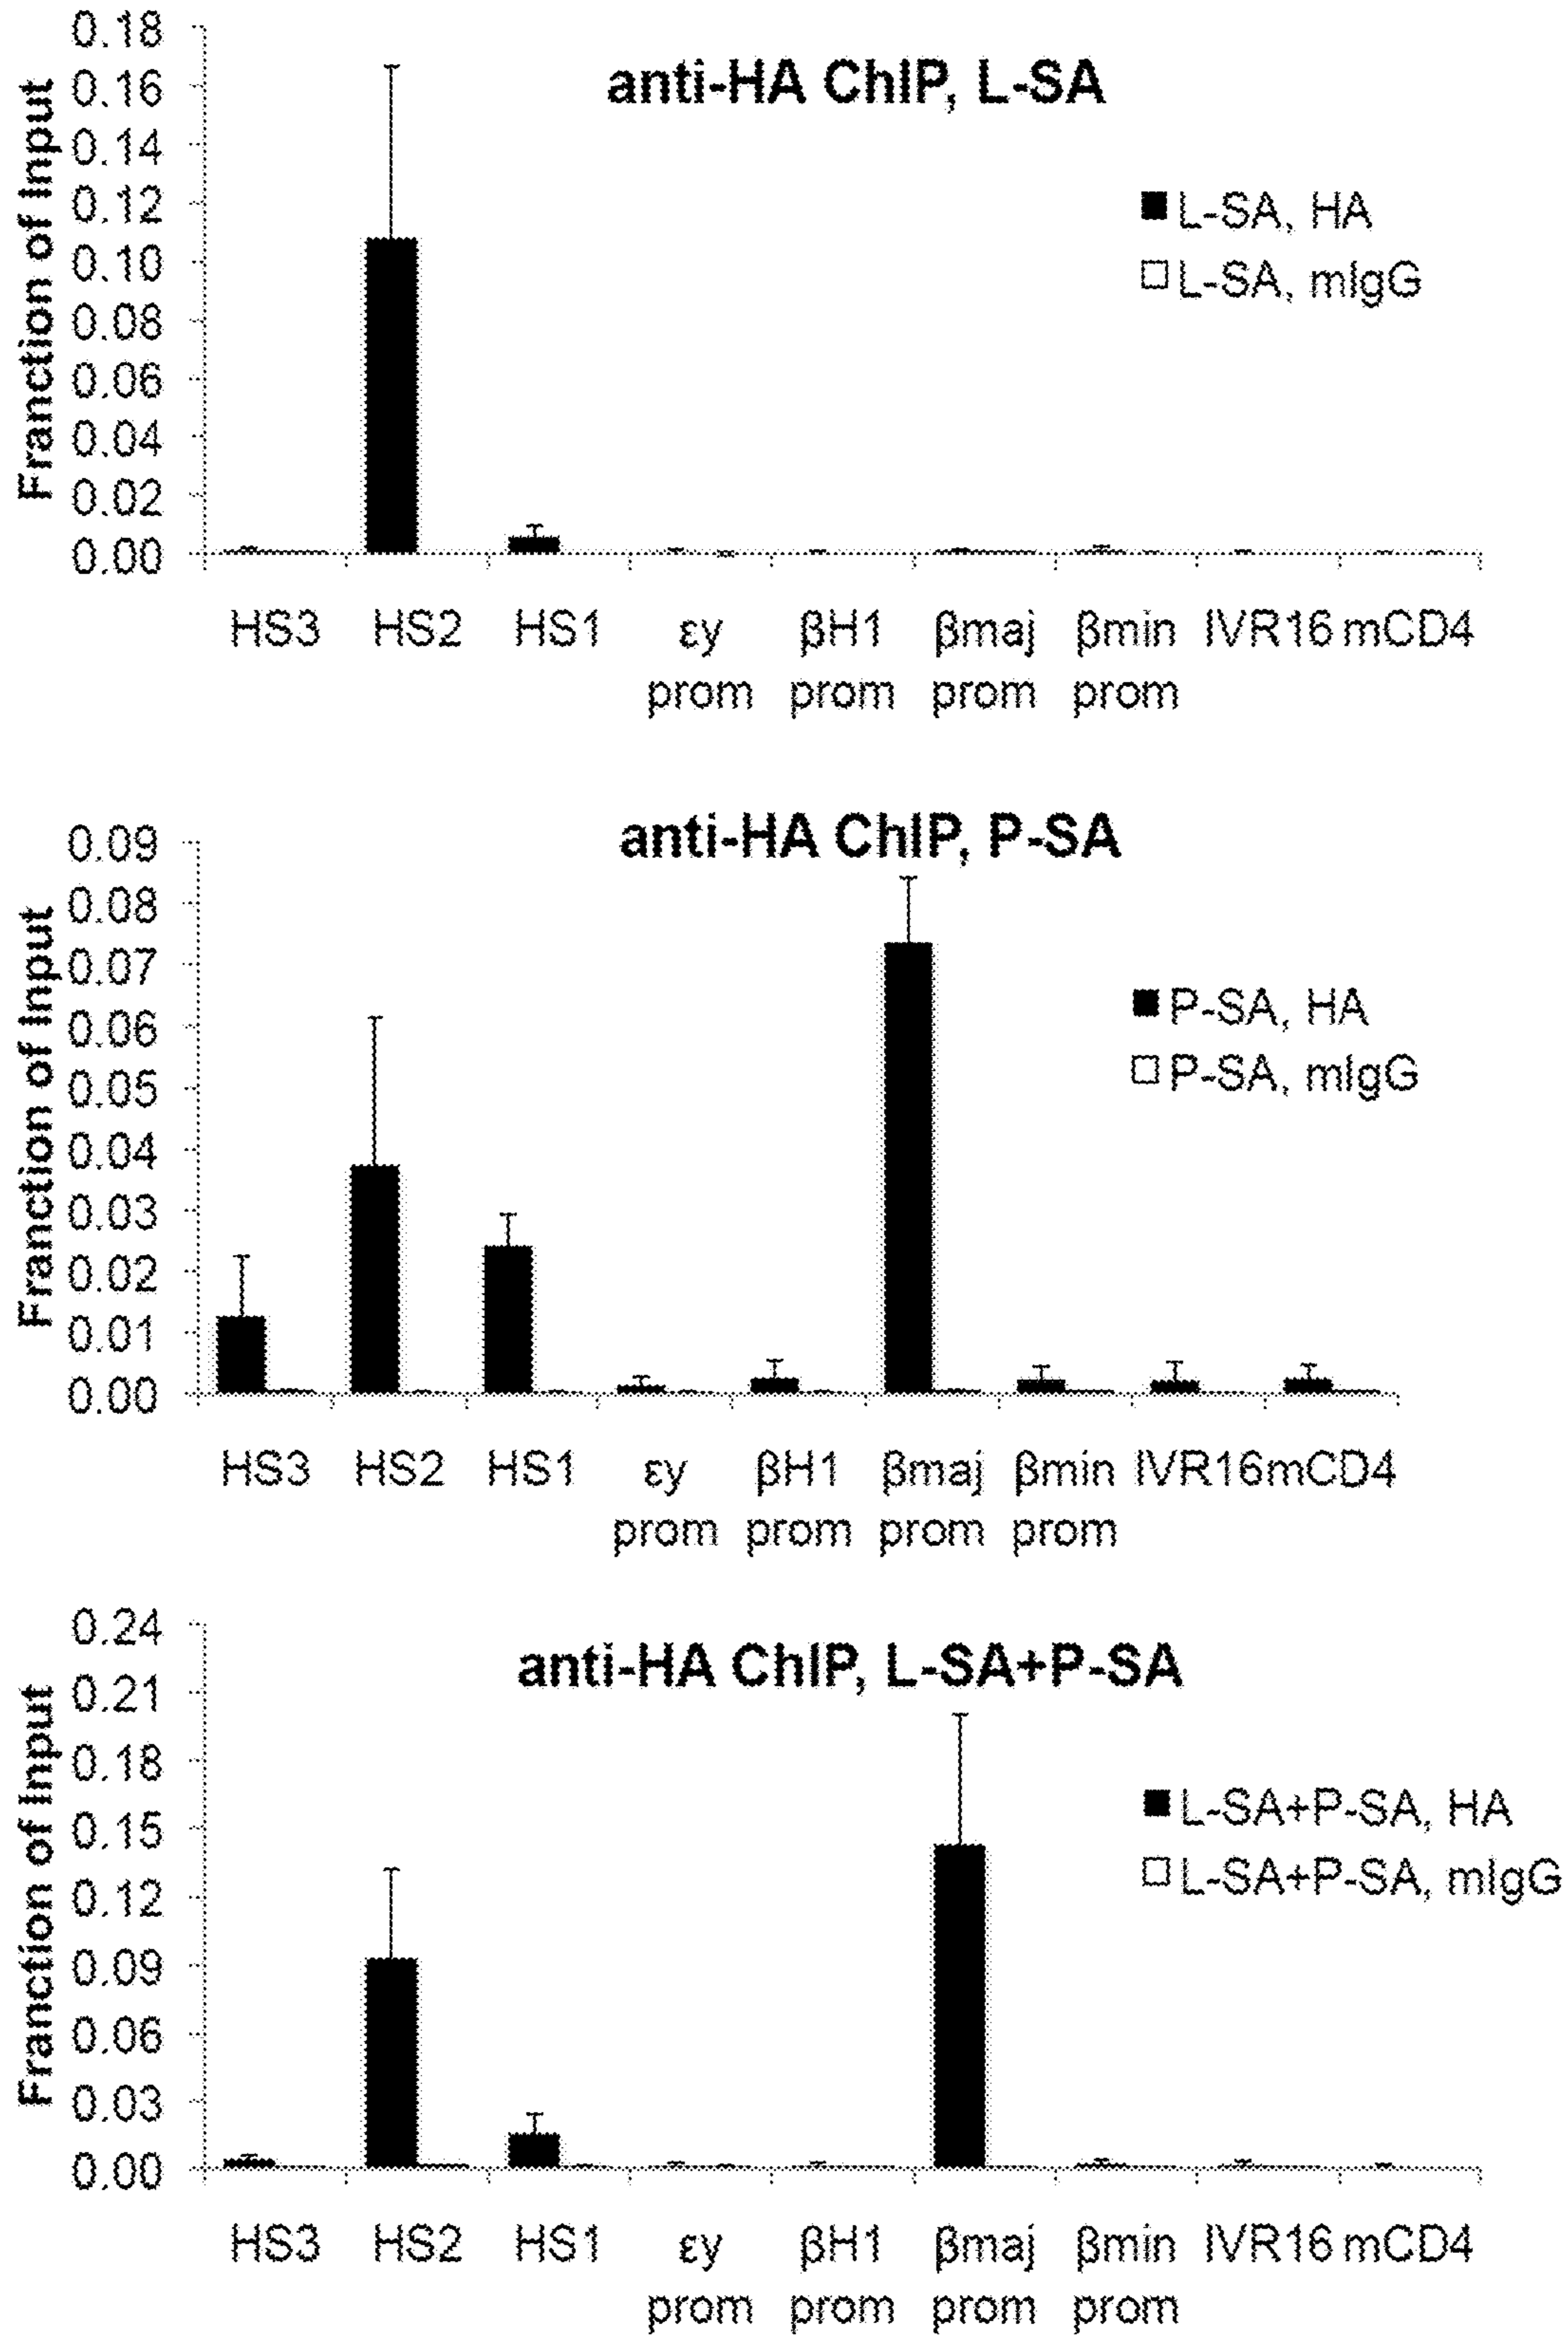 anti-HA ChIP, L-SA
Franction of Input
0.18
0.16
0.14
0.12
0.10
0.08
0.06
0.04
0.02
0.00
L-SA, HA
L-SA, mIgG
HS3 HS2 HS1 εy βH1 βmaj βmin IVR16 mCD4
prom prom prom prom
anti-HA ChIP, P-SA
Franction of Input
0.09
0.08
0.07
0.06
0.05
0.04
0.03
0.02
0.01
0.00
P-SA, HA
P-SA, mIgG
HS3 HS2 HS1 εy βH1 βmaj βmin IVR16 mCD4
prom prom prom prom
anti-HA ChIP, L-SA+P-SA
Franction of Input
0.24
0.21
0.18
0.15
0.12
0.09
0.06
0.03
0.00
L-SA+P-SA, HA
L-SA+P-SA, mIgG
HS3 HS2 HS1 εy βH1 βmaj βmin IVR16 mCD4
prom prom prom prom